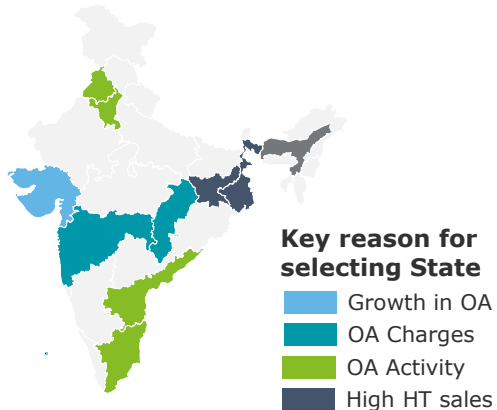 Key reason for
selecting State
Growth in OA
OA Charges
OA Activity
High HT sales